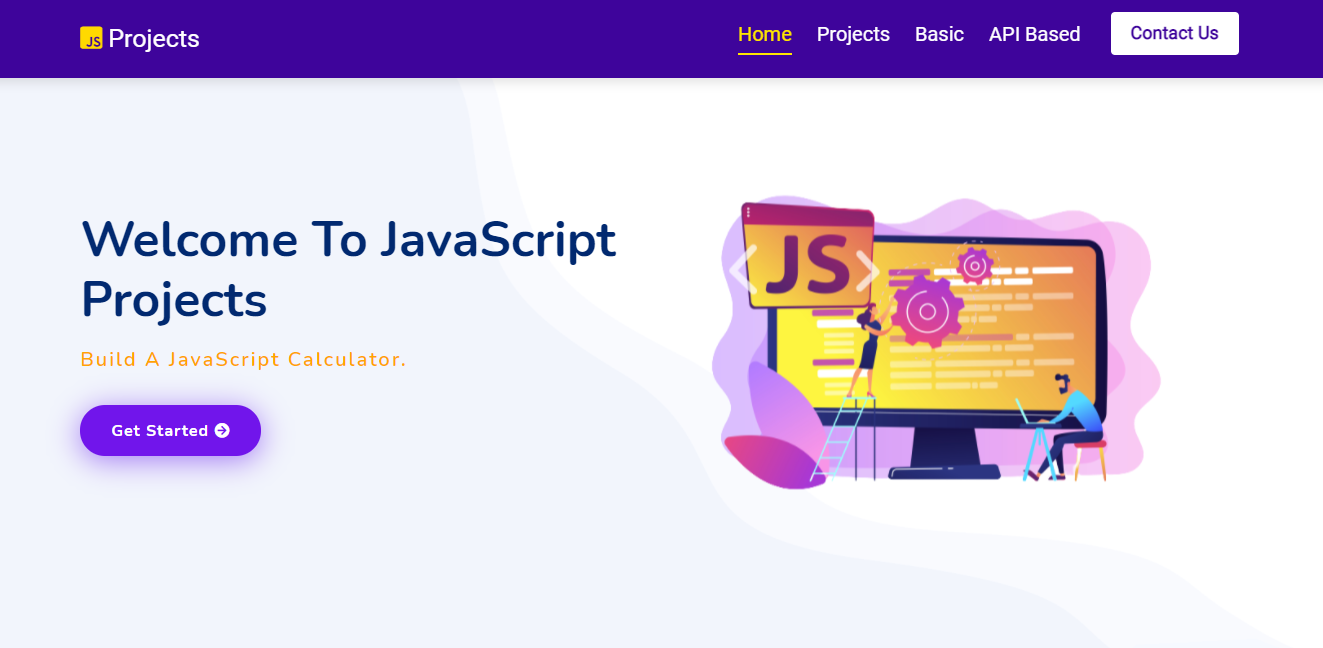 JS Projects
Home Projects Basic API Based Contact Us
Welcome To JavaScript
Projects
Build A JavaScript Calculator.
Get Started
JS